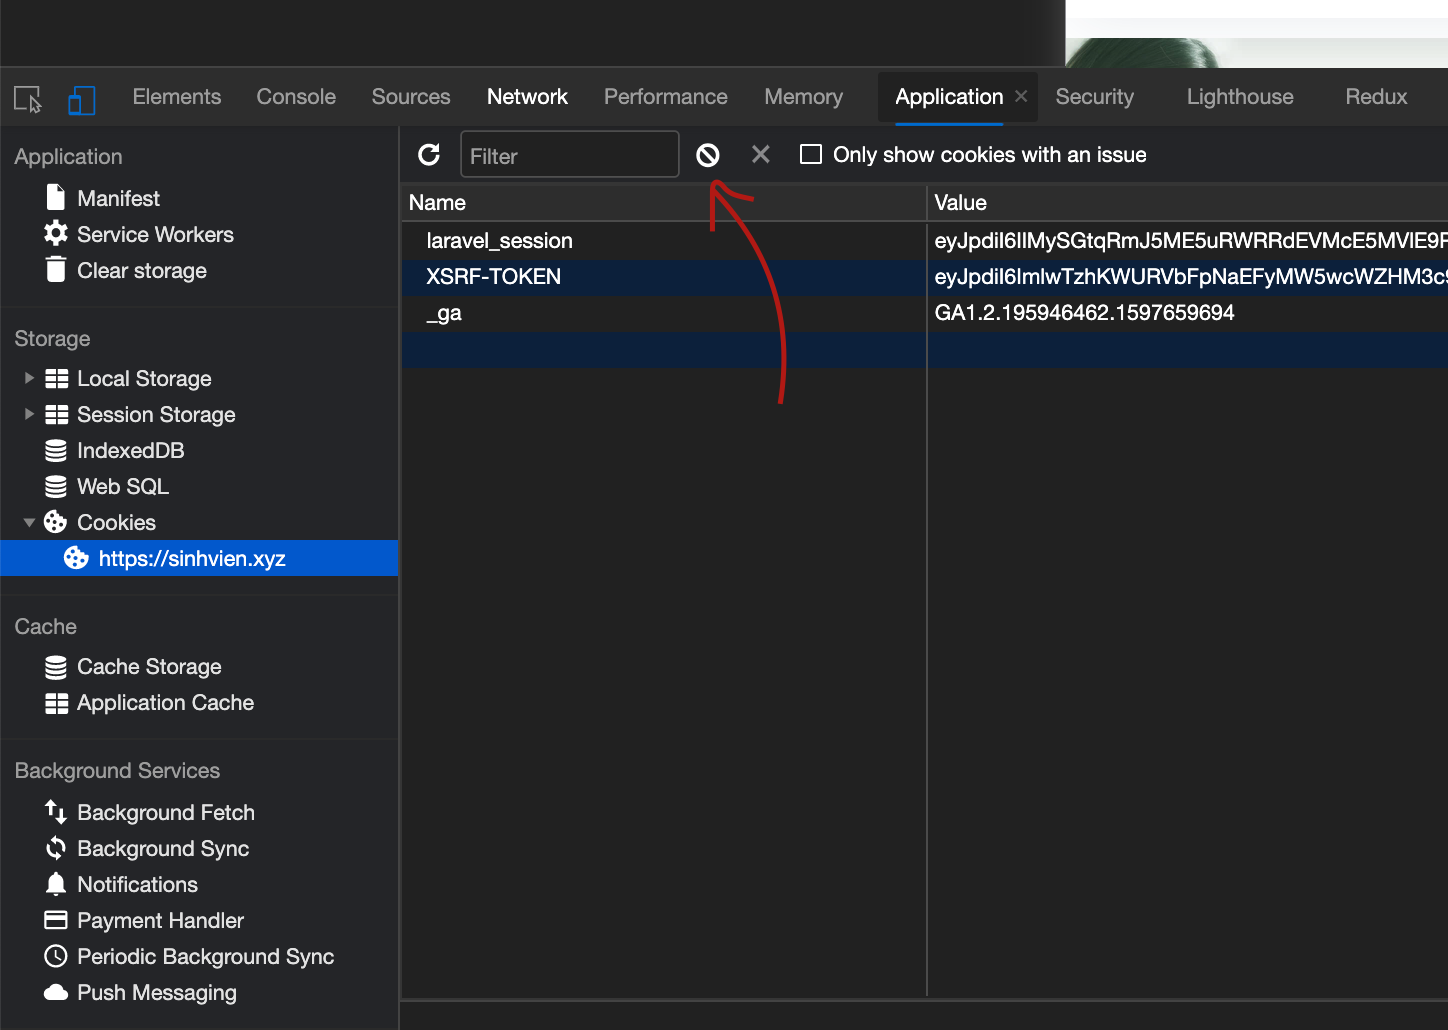 Elements Console Sources Network Performance Memory Application Security Lighthouse Redux
Application
Manifest
Service Workers
Clear storage
Storage
Local Storage
Session Storage
IndexedDB
Web SQL
Cookies
https://sinhvien.xyz
Cache
Cache Storage
Application Cache
Background Services
Background Fetch
Background Sync
Notifications
Payment Handler
Periodic Background Sync
Push Messaging
Filter Only show cookies with an issue
Name Value
laravel_session
XSRF-TOKEN
_ga GA1.2.195946462.1597659694